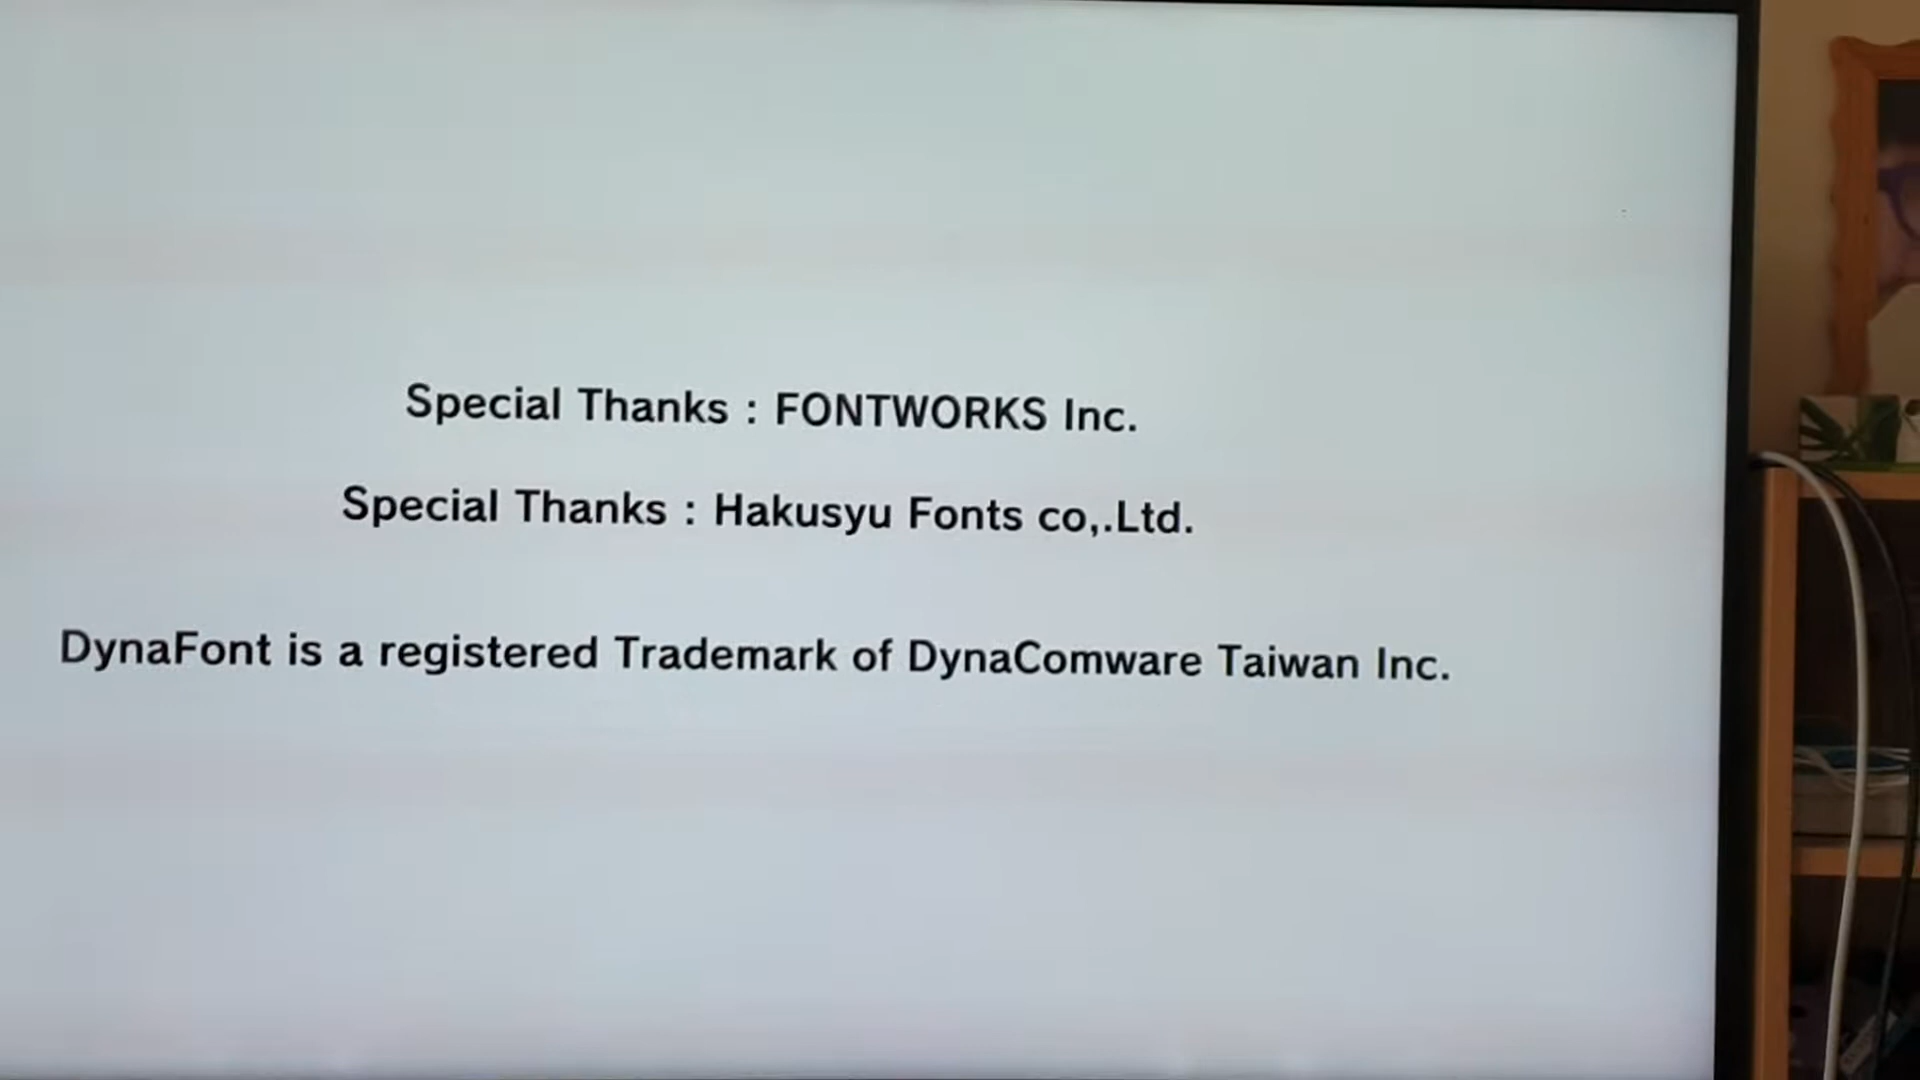 Special Thanks : FONTWORKS Inc.
Special Thanks : Hakusyu Fonts co,.Ltd.
DynaFont is a registered Trademark of DynaComware Taiwan Inc.